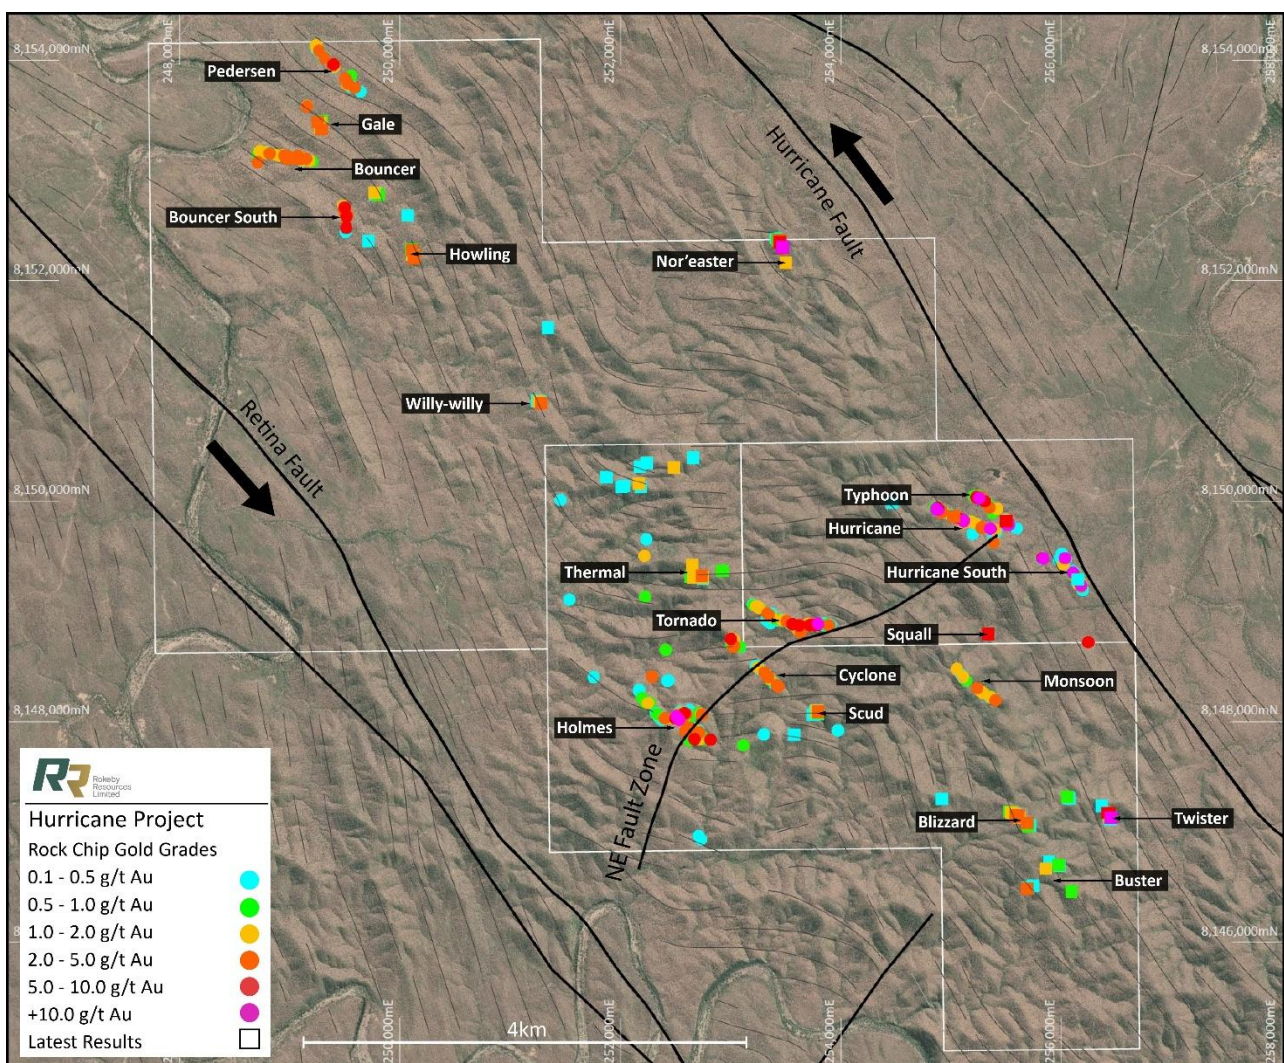 8,154,000mN
248,000mE
250,000mE
252,000mE
254,000mE
256,000mE
258,000mE
8,154,000mN
Pedersen
Gale
Bouncer
Bouncer South
Howling
Hurricane Fault
Nor'easter
8,152,000mN
8,152,000mN
Willy-willy
Retina Fault
8,150,000mN
8,150,000mN
Typhoon
Hurricane
Hurricane South
Thermal
Tornado
Squall
Cyclone
Monsoon
Scud
Holmes
8,148,000mN
8,148,000mN
NE Fault Zone
Blizzard
Twister
Buster
8,146,000mN
RR
Rokeby
Resources
Limited
Hurricane Project
Rock Chip Gold Grades
0.1 - 0.5 g/t Au
0.5 - 1.0 g/t Au
1.0 - 2.0 g/t Au
2.0 - 5.0 g/t Au
5.0 - 10.0 g/t Au
+10.0 g/t Au
Latest Results
4km
250,000mE
252,000mE
254,000mE
256,000mE
258,000mE